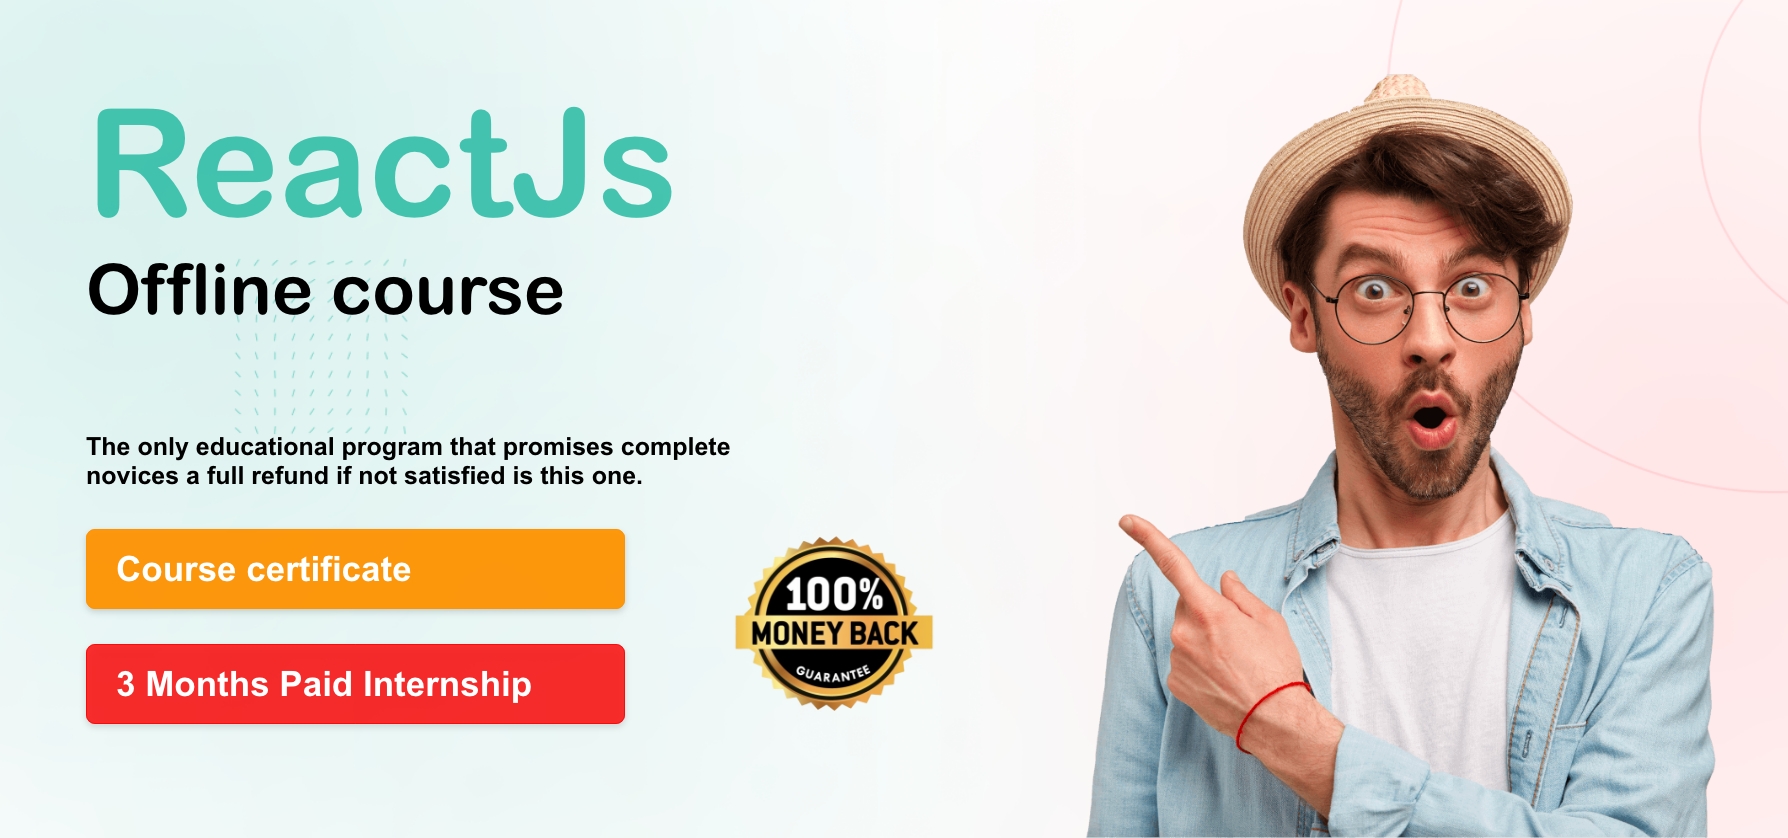 ReactJs
Offline course
The only educational program that promises complete
novices a full refund if not satisfied is this one.
Course certificate
3 Months Paid Internship
100%
MONEY BACK
GUARANTEE